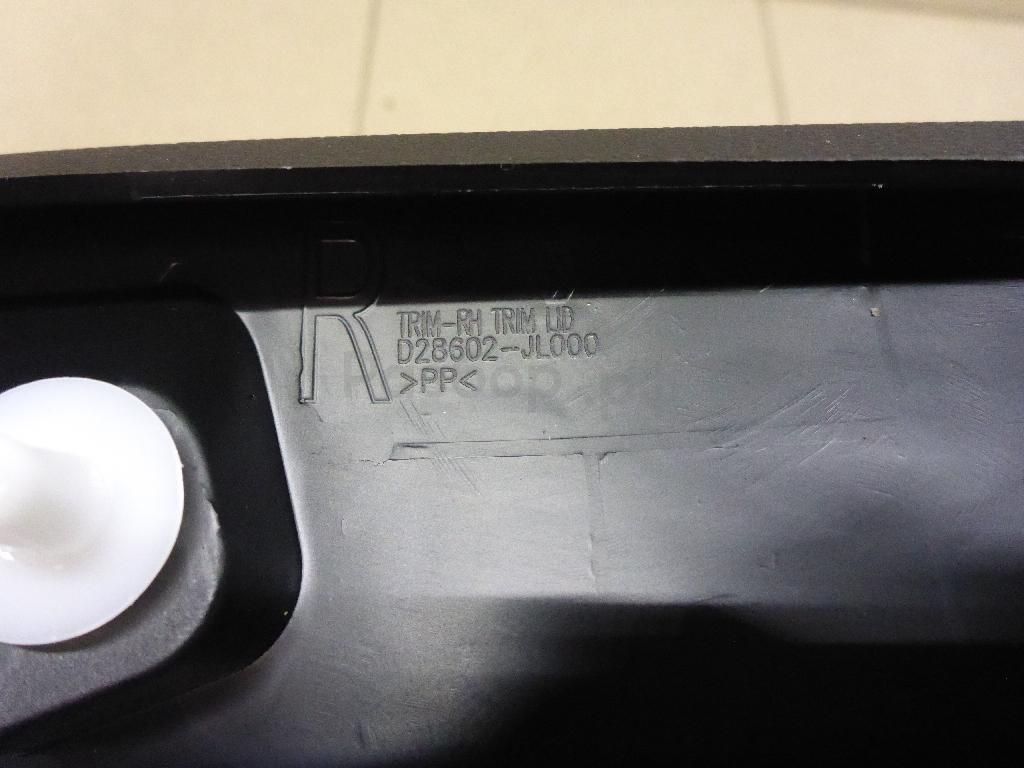 R
TRIM-RH TRIM LID
D28602-JL000
>PP<